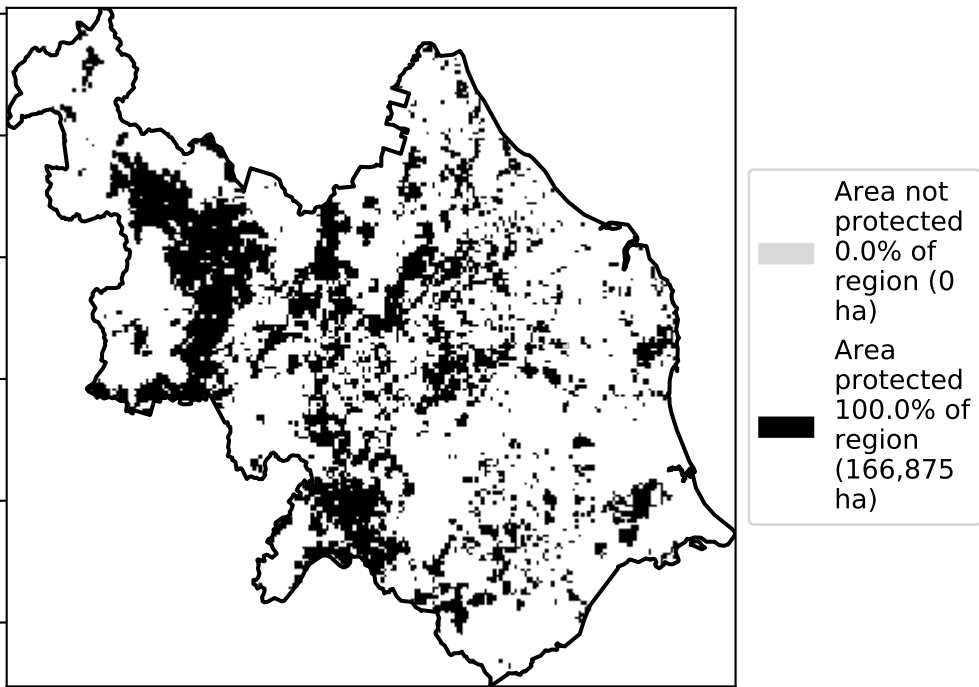 Area not
protected
0.0% of
region (0
ha)
Area
protected
100.0% of
region
(166,875
ha)